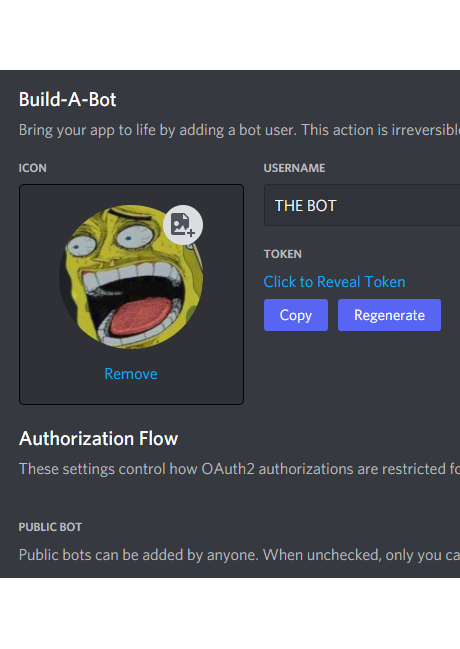 Build-A-Bot
Bring your app to life by adding a bot user. This action is irreversible
ICON
USERNAME
THE BOT
TOKEN
Click to Reveal Token
Copy
Regenerate
Remove
Authorization Flow
These settings control how OAuth2 authorizations are restricted
PUBLIC BOT
Public bots can be added by anyone. When unchecked, only you